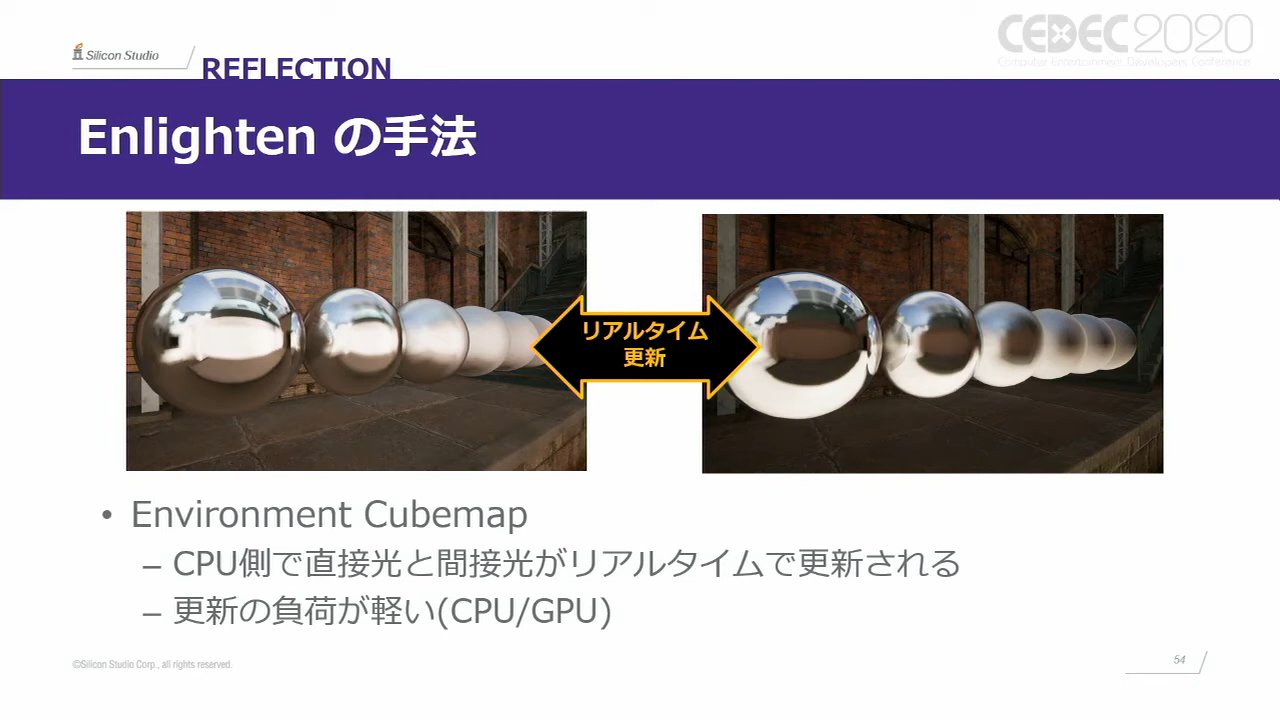 Silicon Studio
CEDEC2020
Computer Entertainment Developers Conference
REFLECTION
Enlighten の手法
リアルタイム
更新
• Environment Cubemap
– CPU側で直接光と間接光がリアルタイムで更新される
– 更新の負荷が軽い(CPU/GPU)
©Silicon Studio Corp., all rights reserved.
54